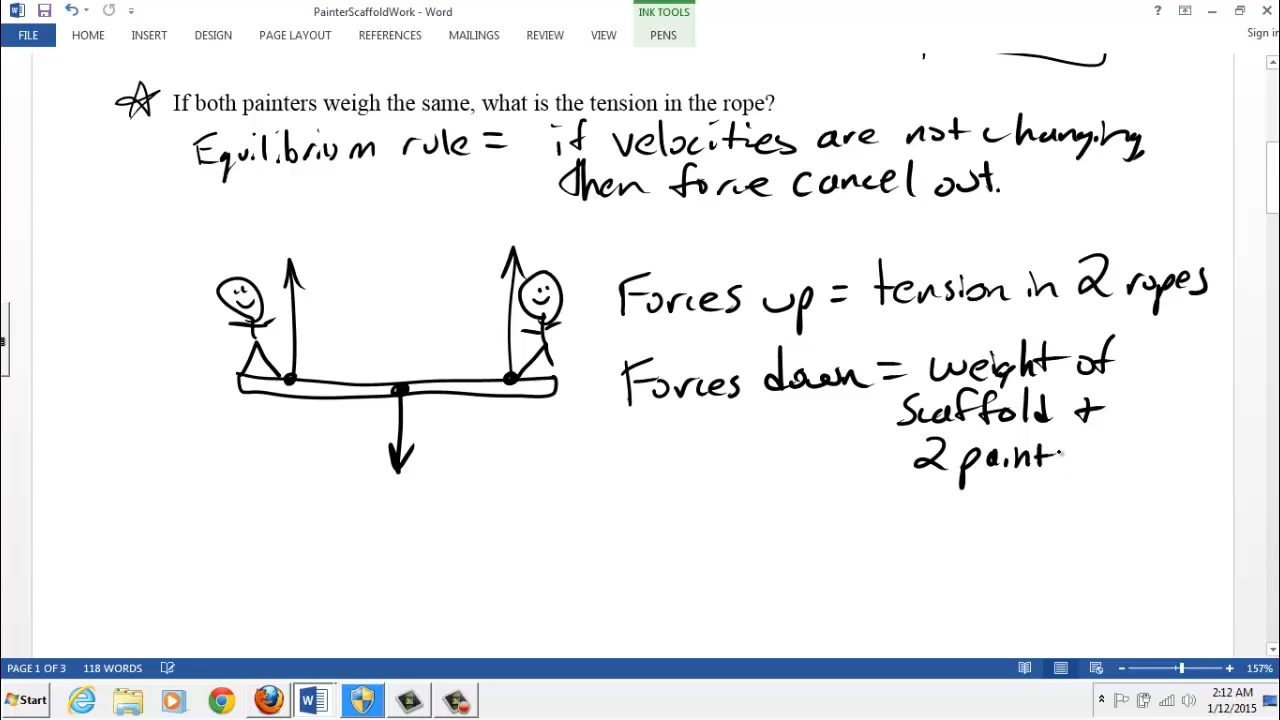 PainterScaffoldWork - Word
INK TOOLS
?
FILE HOME INSERT DESIGN PAGE LAYOUT REFERENCES MAILINGS REVIEW VIEW PENS
Sign in
If both painters weigh the same, what is the tension in the rope?
Equilibrium rule = if velocities are not changing
then force cancel out.
Forces up = tension in 2 ropes
Forces down = weight of
scaffold +
2 paint
PAGE 1 OF 3 118 WORDS
157%
Start
2:12 AM
1/12/2015